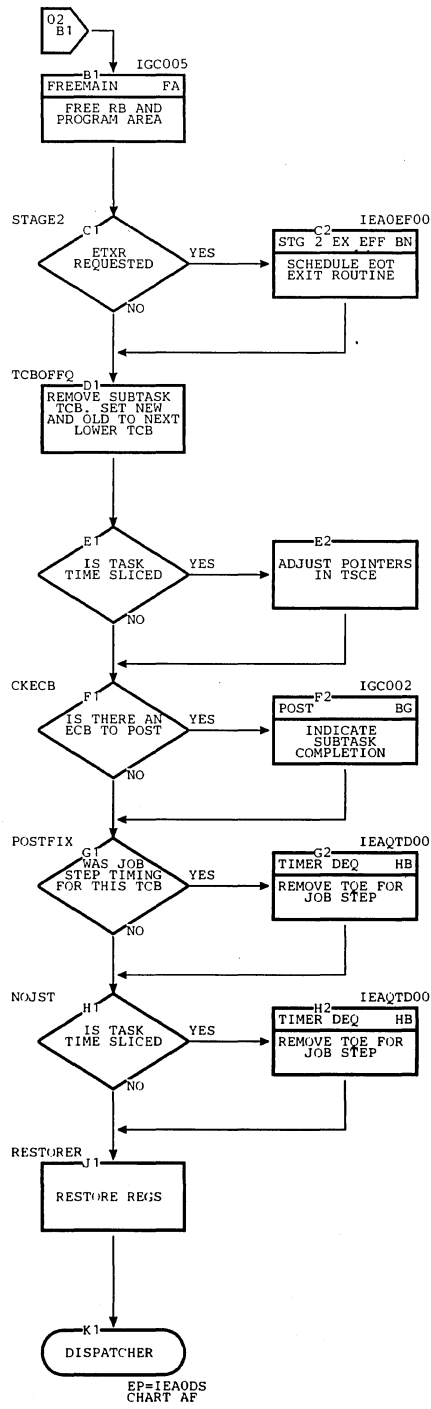 02
B1
IGC005
B1
FREEMAIN FA
FREE RB AND
PROGRAM AREA
STAGE2
C1
ETXR
REQUESTED
YES
NO
IEA0EF00
C2
STG 2 EX EFF BN
SCHEDULE EOT
EXIT ROUTINE
TCBOFFQ
D1
REMOVE SUBTASK
TCB. SET NEW
AND OLD TO NEXT
LOWER TCB
E1
IS TASK
TIME SLICED
YES
NO
E2
ADJUST POINTERS
IN TSCE
CKECB
F1
IS THERE AN
ECB TO POST
YES
NO
IGC002
F2
POST BG
INDICATE
SUBTASK
COMPLETION
POSTFIX
G1
WAS JOB
STEP TIMING
FOR THIS TCB
YES
NO
IEAQTD00
G2
TIMER DEQ HB
REMOVE TQE FOR
JOB STEP
NOJST
H1
IS TASK
TIME SLICED
YES
NO
IEAQTD00
H2
TIMER DEQ HB
REMOVE TQE FOR
JOB STEP
RESTORER
J1
RESTORE REGS
K1
DISPATCHER
EP=IEA0DS
CHART AF